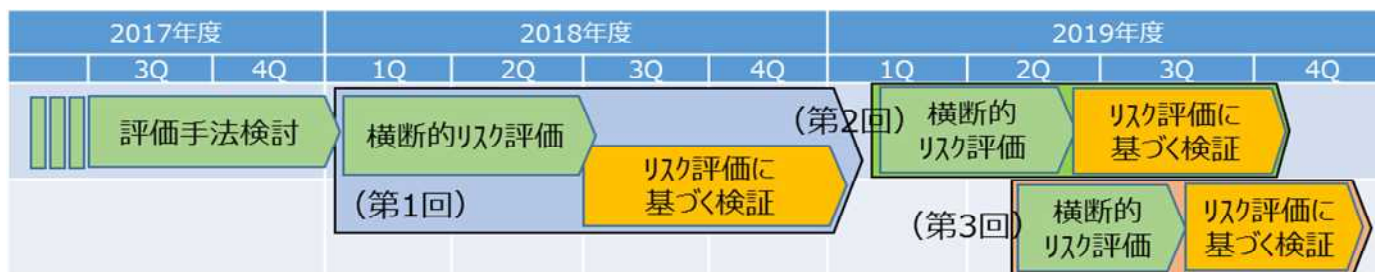 2017年度 2018年度 2019年度
3Q 4Q 1Q 2Q 3Q 4Q 1Q 2Q 3Q 4Q
評価手法検討
横断的リスク評価
リスク評価に
基づく検証
(第1回)
(第2回)
横断的
リスク評価
リスク評価に
基づく検証
(第3回)
横断的
リスク評価
リスク評価に
基づく検証